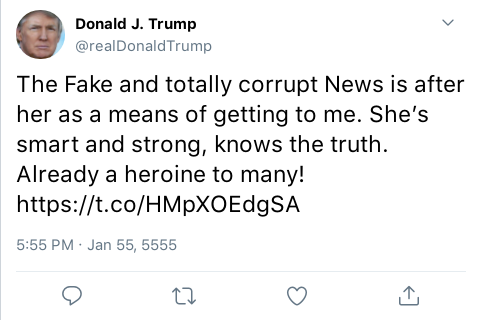 Donald J. Trump
@realDonaldTrump
The Fake and totally corrupt News is after
her as a means of getting to me. She’s
smart and strong, knows the truth.
Already a heroine to many!
https://t.co/HMpXOEdgSA
5:55 PM · Jan 55, 5555